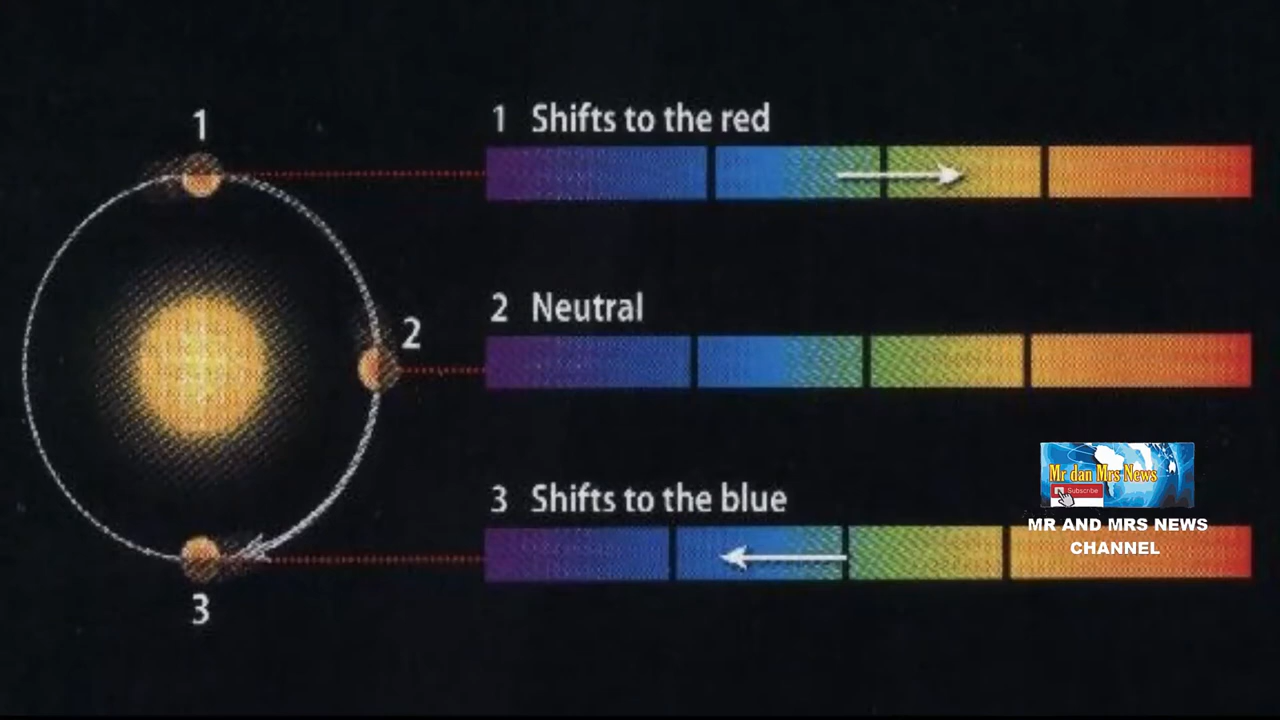 1
1 Shifts to the red
2
2 Neutral
3 Shifts to the blue
3
Mr dan Mrs News
Subscribe
MR AND MRS NEWS
CHANNEL